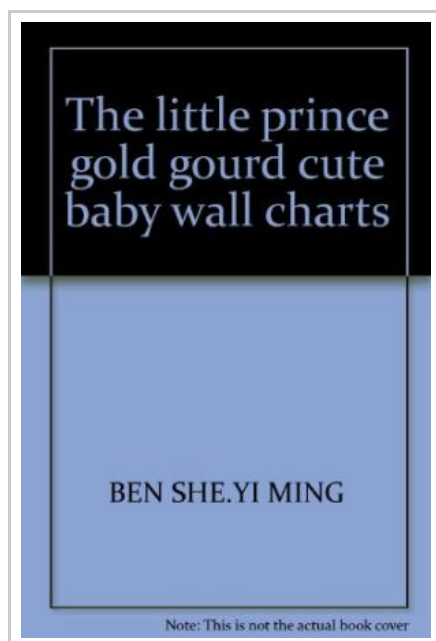 The little prince
gold gourd cute
baby wall charts
BEN SHE.YI MING
Note: This is not the actual book cover